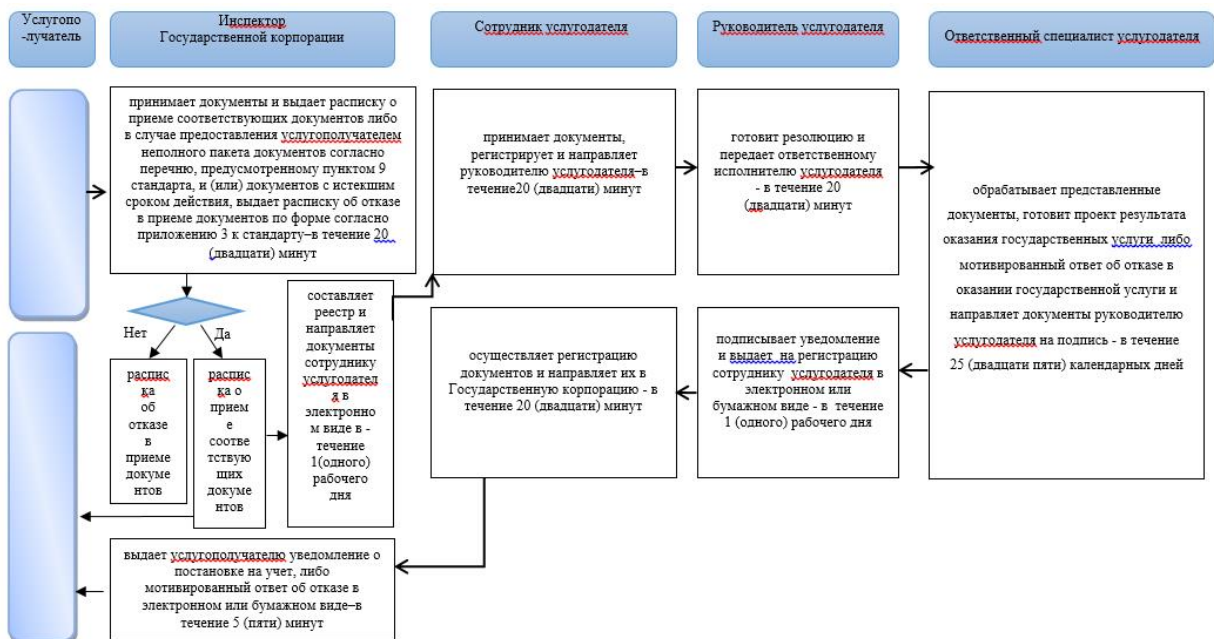 Услугопо
-лучатель
Инспектор
Государственной корпорации
Сотрудник услугодателя
Руководитель услугодателя
Ответственный специалист услугодателя
принимает документы и выдает расписку о
приеме соответствующих документов либо
в случае предоставления услугополучателем
неполного пакета документов согласно
перечню, предусмотренному пунктом 9
стандарта, и (или) документов с истекшим
сроком действия, выдает расписку об отказе
в приеме документов по форме согласно
приложению 3 к стандарту–в течение 20
(двадцати) минут
Нет
Да
распис
ка
об
отказе
в
приеме
докуме
нтов
распис
ка о
прием
е
соотве
тствую
щих
докуме
нтов
составляет
реестр и
направляет
документы
сотруднику
услугодател
я в
электронно
м виде в -
течение
1(одного)
рабочего
дня
принимает документы,
регистрирует и направляет
руководителю услугодателя–в
течение20 (двадцати) минут
готовит резолюцию и
передает ответственному
исполнителю услугодателя
- в течение 20
(двадцати) минут
обрабатывает представленные
документы, готовит проект результата
оказания государственных услуги либо
мотивированный ответ об отказе в
оказании государственной услуги и
направляет документы руководителю
услугодателя на подпись - в течение
25 (двадцати пяти) календарных дней
подписывает уведомление
и выдает на регистрацию
сотруднику услугодателя в
электронном или
бумажном виде - в течение
1 (одного) рабочего дня
осуществляет регистрацию
документов и направляет их в
Государственную корпорацию - в
течение 20 (двадцати) минут
выдает услугополучателю уведомление о
постановке на учет, либо
мотивированный ответ об отказе в
электронном или бумажном виде–в
течение 5 (пяти) минут